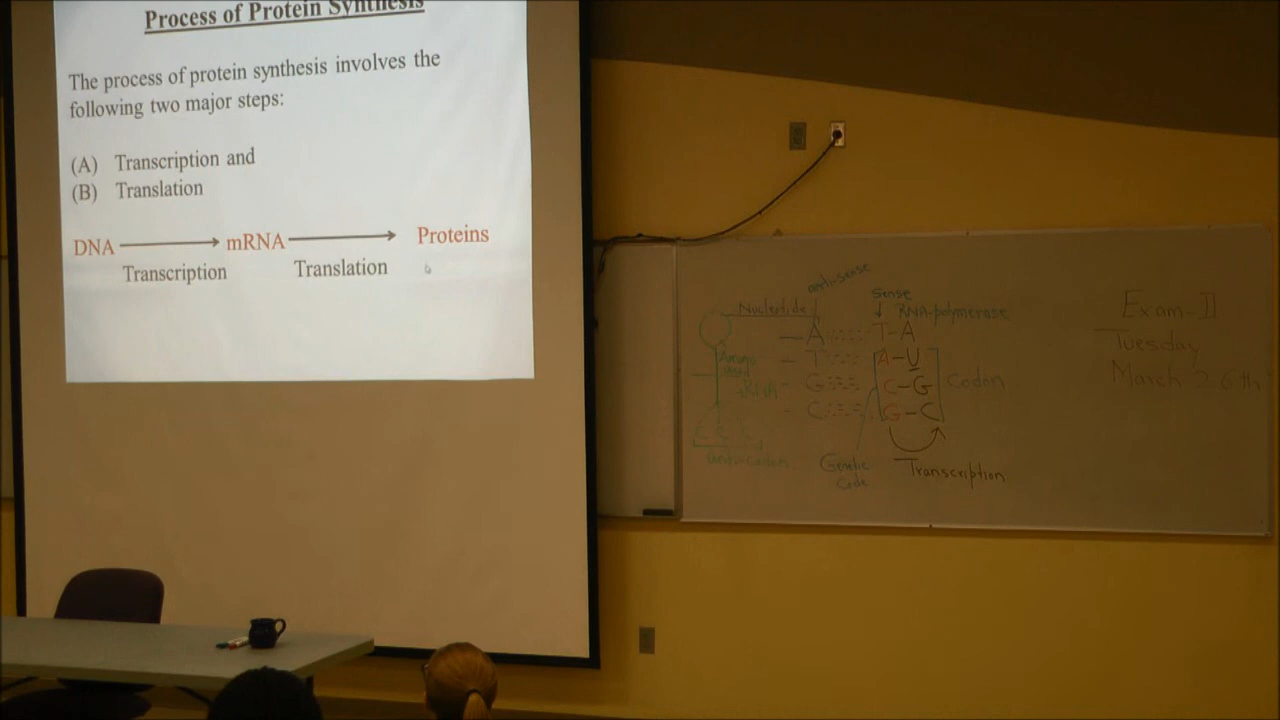 Process of Protein Synthesis
The process of protein synthesis involves the
following two major steps:
(A) Transcription and
(B) Translation
DNA mRNA Proteins
Transcription Translation
anti-sense
Sense
Nucleotide
RNA-polymerase
A T-A
T A-U
G C-G Codon
C G-C
Genetic
Code
Transcription
Exam-II
Tuesday
March 26th